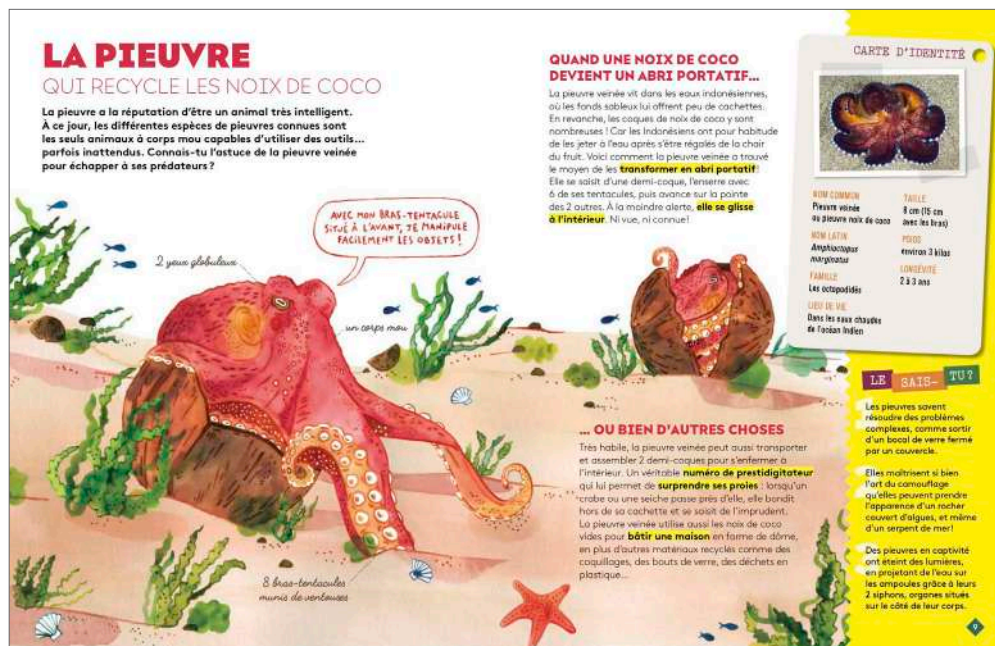 LA PIEUVRE
QUI RECYCLE LES NOIX DE COCO
La pieuvre a la réputation d'être un animal très intelligent.
À ce jour, les différentes espèces de pieuvres connues sont
les seuls animaux à corps mou capables d'utiliser des outils...
parfois inattendus. Connais-tu l'astuce de la pieuvre veinée
pour échapper à ses prédateurs ?
AVEC MON BRAS-TENTACULE
SITUÉ À L'AVANT, JE MANIPULE
FACILEMENT LES OBJETS !
2 yeux globuleux
un corps mou
8 bras-tentacules
munis de ventouses
QUAND UNE NOIX DE COCO
DEVIENT UN ABRI PORTATIF...
La pieuvre veinée vit dans les eaux indonésiennes,
où les fonds sableux lui offrent peu de cachettes.
En revanche, les coques de noix de coco y sont
nombreuses ! Car les Indonésiens ont pour habitude
de les jeter à l'eau après s'être régalés de la chair
du fruit. Voici comment la pieuvre veinée a trouvé
le moyen de les transformer en abri portatif !
Elle se saisit d'une demi-coque, l'enserre avec
6 de ses tentacules, puis avance sur la pointe
des 2 autres. À la moindre alerte, elle se glisse
à l'intérieur. Ni vue, ni connue !
... OU BIEN D'AUTRES CHOSES
Très habile, la pieuvre veinée peut aussi transporter
et assembler 2 demi-coques pour s'enfermer à
l'intérieur. Un véritable numéro de prestidigitateur
qui lui permet de surprendre ses proies : lorsqu'un
crabe ou une seiche passe près d'elle, elle bondit
hors de sa cachette et se saisit de l'imprudent.
La pieuvre veinée utilise aussi les noix de coco
vides pour bâtir une maison en forme de dôme,
en plus d'autres matériaux recyclés comme des
coquillages, des bouts de verre, des déchets en
plastique...
CARTE D'IDENTITÉ
NOM COMMUN
Pieuvre veinée
ou pieuvre noix de coco
NOM LATIN
Amphioctopus
marginatus
FAMILLE
Les octopodidés
LIEU DE VIE
Dans les eaux chaudes
de l'océan Indien
TAILLE
8 cm (15 cm
avec les bras)
POIDS
environ 3 kilos
LONGÉVITÉ
2 à 3 ans
LE SAIS-TU ?
Les pieuvres savent
résoudre des problèmes
complexes, comme sortir
d'un bocal de verre fermé
par un couvercle.
Elles maîtrisent si bien
l'art du camouflage
qu'elles peuvent prendre
l'apparence d'un rocher
couvert d'algues, et même
d'un serpent de mer !
Des pieuvres en captivité
ont éteint des lumières,
en projetant de l'eau sur
les ampoules grâce à leurs
2 siphons, organes situés
sur le côté de leur corps.
9